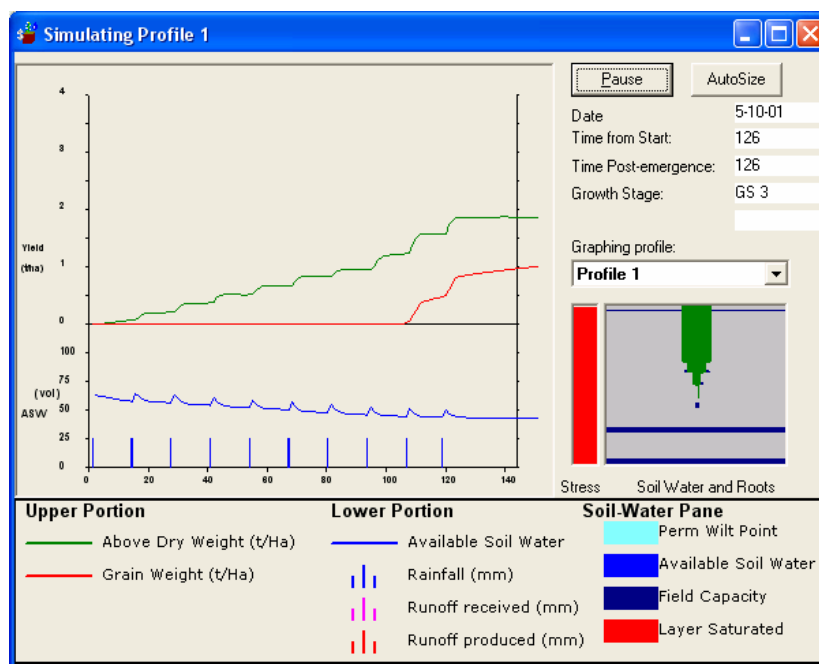 Simulating Profile 1
Pause
AutoSize
Date 5-10-01
Time from Start: 126
Time Post-emergence: 126
Growth Stage: GS 3
Graphing profile:
Profile 1
4
3
2
Yield
(t/ha)
1
0
100
75
(vol)
ASW
50
25
0
0 20 40 60 80 100 120 140
Stress
Soil Water and Roots
Upper Portion
Above Dry Weight (t/Ha)
Grain Weight (t/Ha)
Lower Portion
Available Soil Water
Rainfall (mm)
Runoff received (mm)
Runoff produced (mm)
Soil-Water Pane
Perm Wilt Point
Available Soil Water
Field Capacity
Layer Saturated